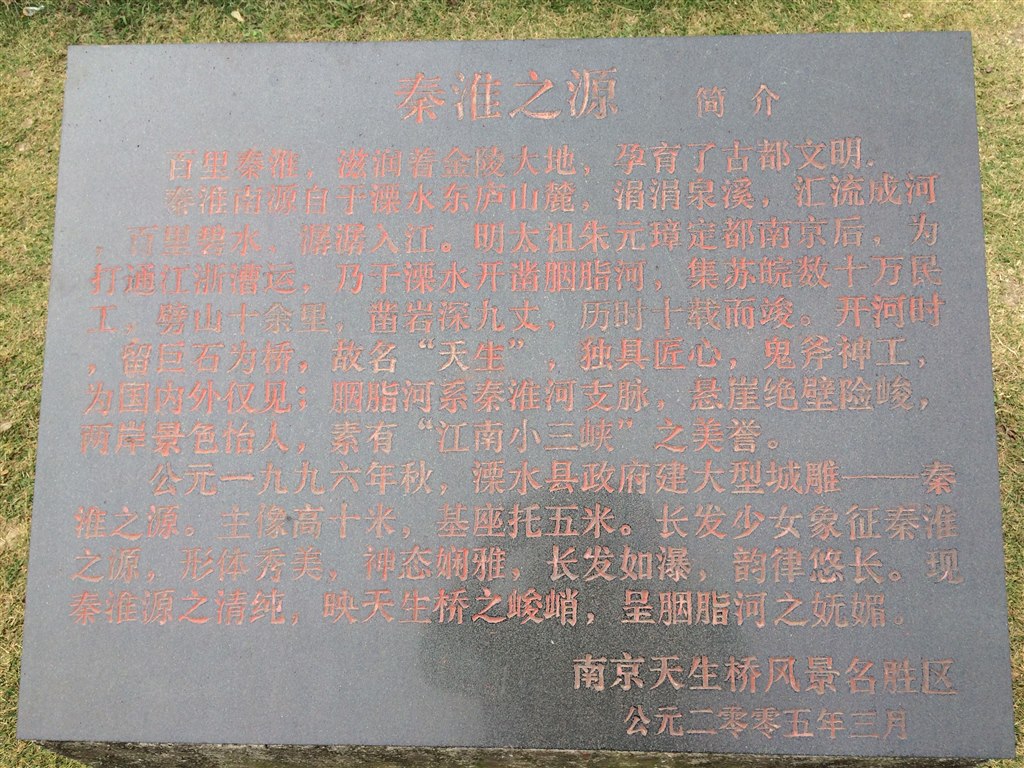 秦淮之源 简介
百里秦淮，滋润着金陵大地，孕育了古都文明.
秦淮南源自于溧水东庐山麓，涓涓泉溪，汇流成河
，百里碧水，潺潺入江。明太祖朱元璋定都南京后，为
打通江浙漕运，乃于溧水开凿胭脂河，集苏皖数十万民
工，劈山十余里，凿岩深九丈，历时十载而竣。开河时
，留巨石为桥，故名“天生”，独具匠心，鬼斧神工，
为国内外仅见；胭脂河系秦淮河支脉，悬崖绝壁险峻，
两岸景色怡人，素有“江南小三峡”之美誉。
公元一九九六年秋，溧水县政府建大型城雕——秦
淮之源。主像高十米，基座托五米。长发少女象征秦淮
之源，形体秀美，神态娴雅，长发如瀑，韵律悠长。现
秦淮源之清纯，映天生桥之峻峭，呈胭脂河之妩媚。
南京天生桥风景名胜区
公元二零零五年三月